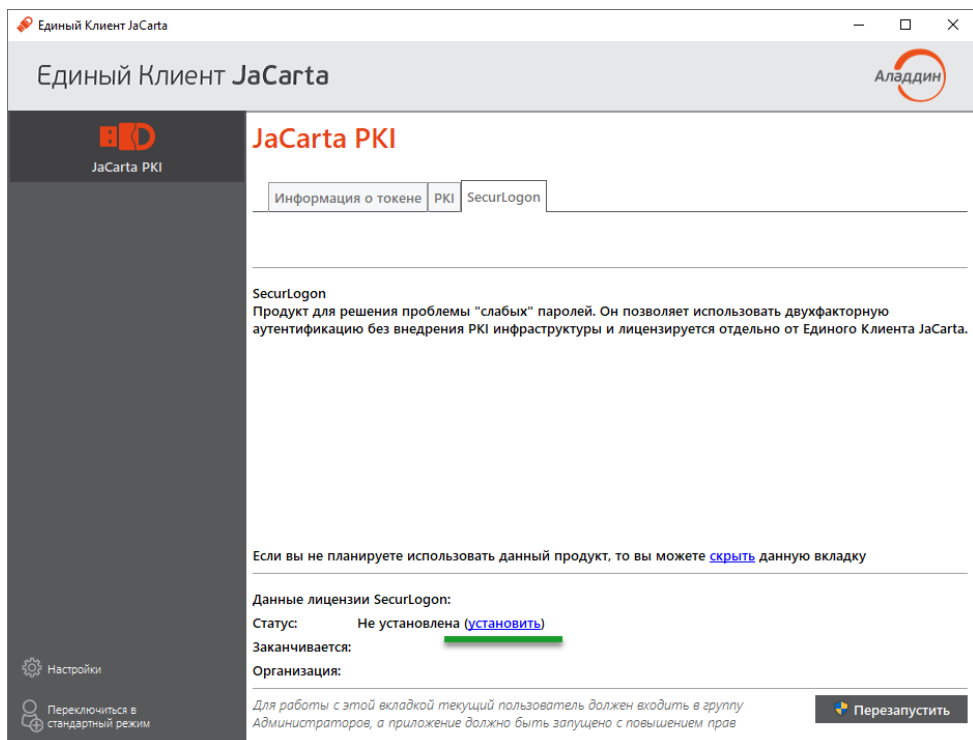 Единый Клиент JaCarta
Единый Клиент JaCarta
Аладдин
JaCarta PKI
JaCarta PKI
Информация о токене PKI SecurLogon
SecurLogon
Продукт для решения проблемы "слабых" паролей. Он позволяет использовать двухфакторную
аутентификацию без внедрения PKI инфраструктуры и лицензируется отдельно от Единого Клиента JaCarta.
Если вы не планируете использовать данный продукт, то вы можете скрыть данную вкладку
Данные лицензии SecurLogon:
Статус: Не установлена (установить)
Заканчивается:
Организация:
Настройки
Переключиться в
стандартный режим
Для работы с этой вкладкой текущий пользователь должен входить в группу
Администраторов, а приложение должно быть запущено с повышением прав
Перезапустить